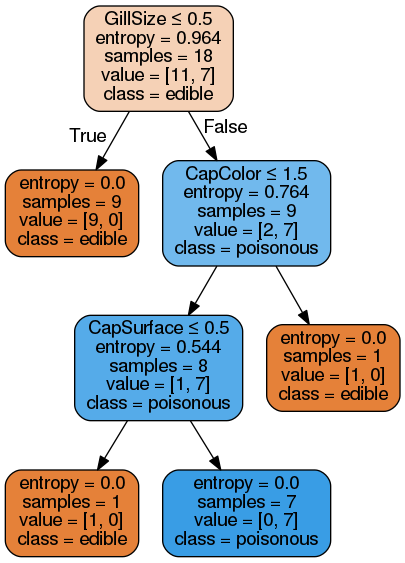 GillSize ≤ 0.5
entropy = 0.964
samples = 18
value = [11, 7]
class = edible
True
False
entropy = 0.0
samples = 9
value = [9, 0]
class = edible
CapColor ≤ 1.5
entropy = 0.764
samples = 9
value = [2, 7]
class = poisonous
CapSurface ≤ 0.5
entropy = 0.544
samples = 8
value = [1, 7]
class = poisonous
entropy = 0.0
samples = 1
value = [1, 0]
class = edible
entropy = 0.0
samples = 1
value = [1, 0]
class = edible
entropy = 0.0
samples = 7
value = [0, 7]
class = poisonous